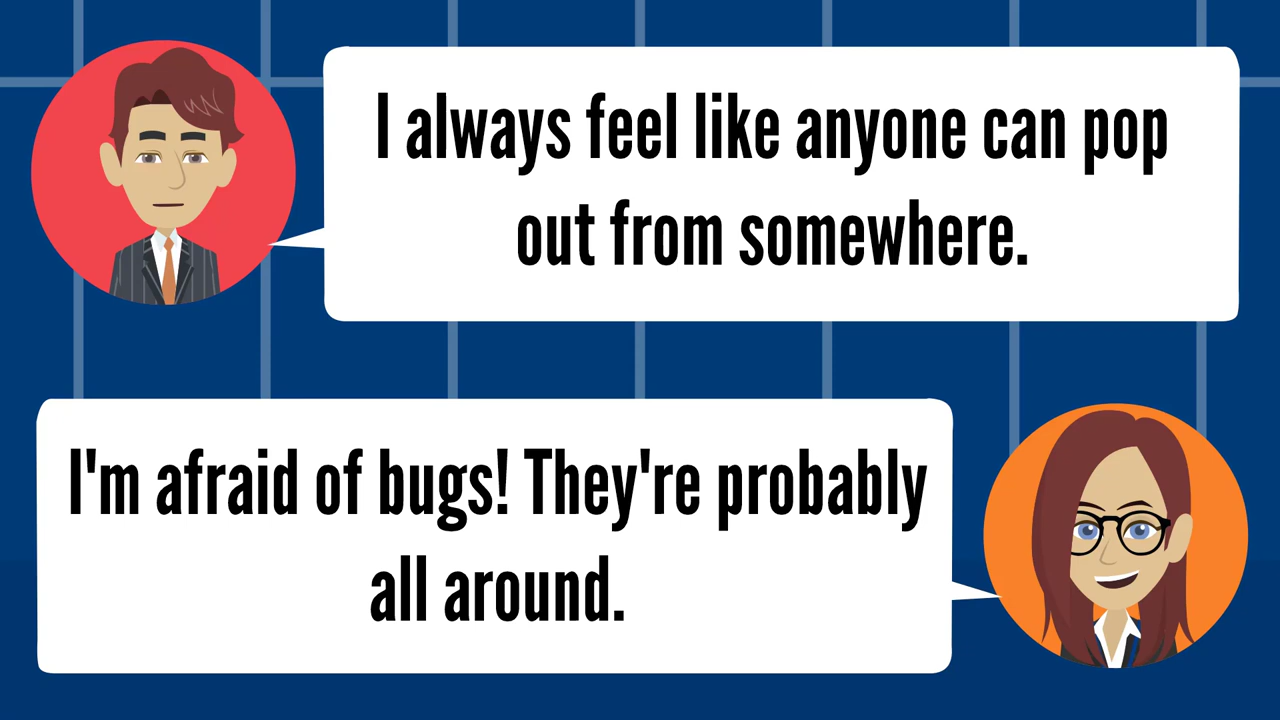 I always feel like anyone can pop
out from somewhere.
I'm afraid of bugs! They're probably
all around.